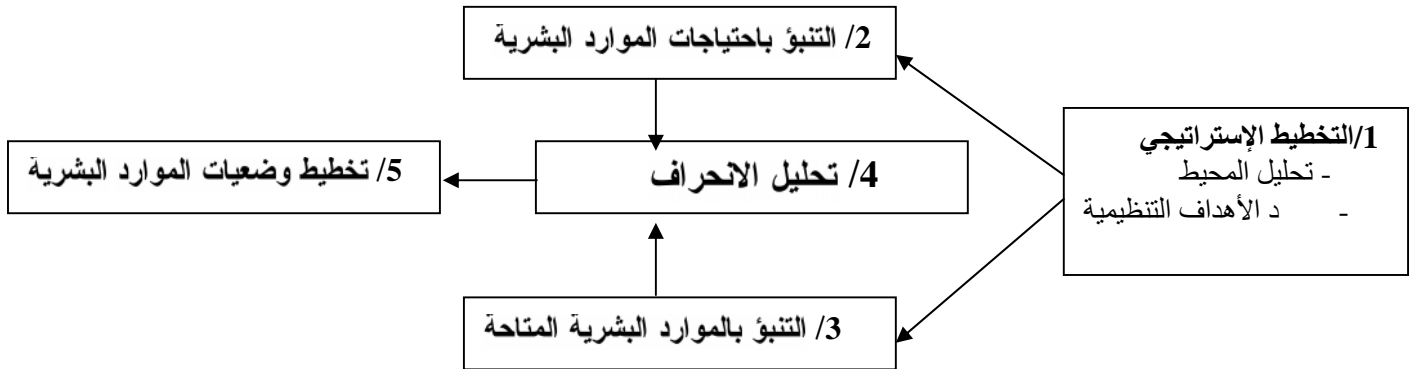 1/التخطيط الإستراتيجي
- تحليل المحيط
- د الأهداف التنظيمية
2/ التنبؤ باحتياجات الموارد البشرية
3/ التنبؤ بالموارد البشرية المتاحة
4/ تحليل الانحراف
5/ تخطيط وضعيات الموارد البشرية